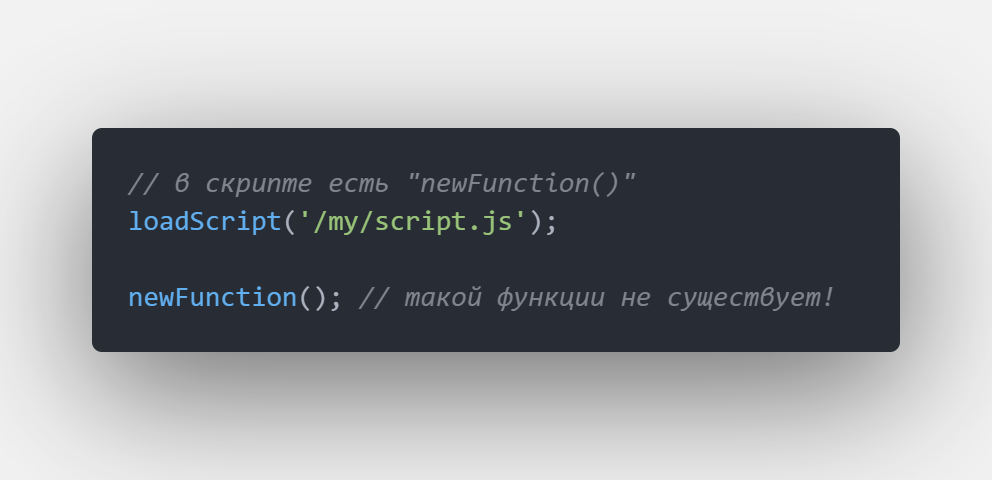 // в скрипте есть "newFunction()"
loadScript('/my/script.js');
newFunction(); // такой функции не существует!